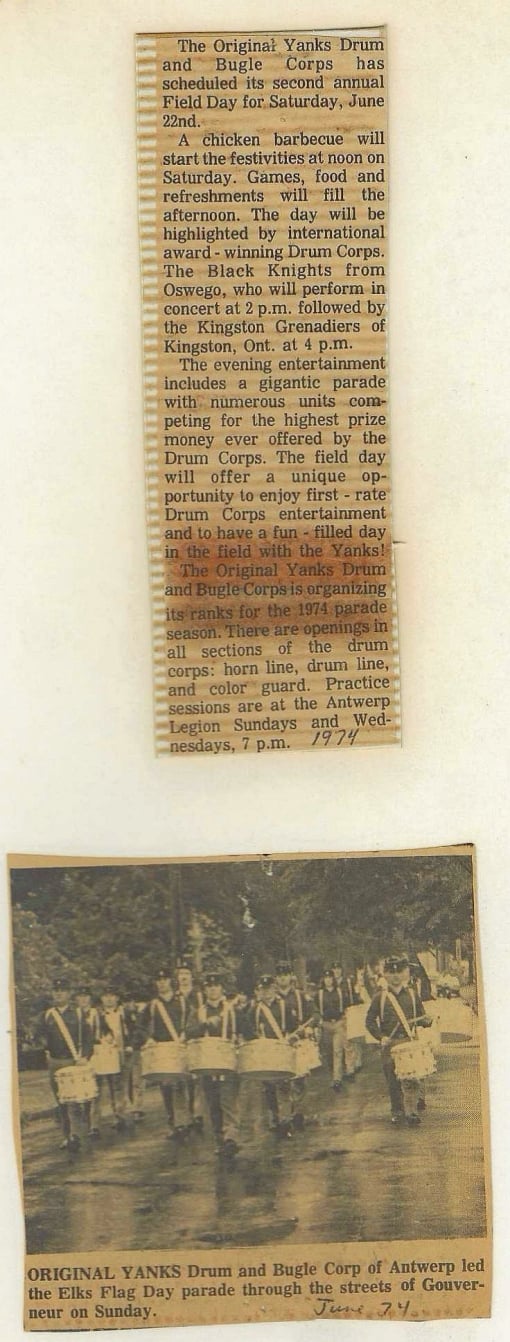 The Original Yanks Drum
and Bugle Corps has
scheduled its second annual
Field Day for Saturday, June
22nd.
A chicken barbecue will
start the festivities at noon on
Saturday. Games, food and
refreshments will fill the
afternoon. The day will be
highlighted by international
award - winning Drum Corps.
The Black Knights from
Oswego, who will perform in
concert at 2 p.m. followed by
the Kingston Grenadiers of
Kingston, Ont. at 4 p.m.
The evening entertainment
includes a gigantic parade
with numerous units com-
peting for the highest prize
money ever offered by the
Drum Corps. The field day
will offer a unique op-
portunity to enjoy first - rate
Drum Corps entertainment
and to have a fun - filled day
in the field with the Yanks!
The Original Yanks Drum
and Bugle Corps is organizing
its ranks for the 1974 parade
season. There are openings in
all sections of the drum
corps: horn line, drum line,
and color guard. Practice
sessions are at the Antwerp
Legion Sundays and Wed-
nesdays, 7 p.m. 1974
ORIGINAL YANKS Drum and Bugle Corp of Antwerp led
the Elks Flag Day parade through the streets of Gouver-
neur on Sunday. June 74